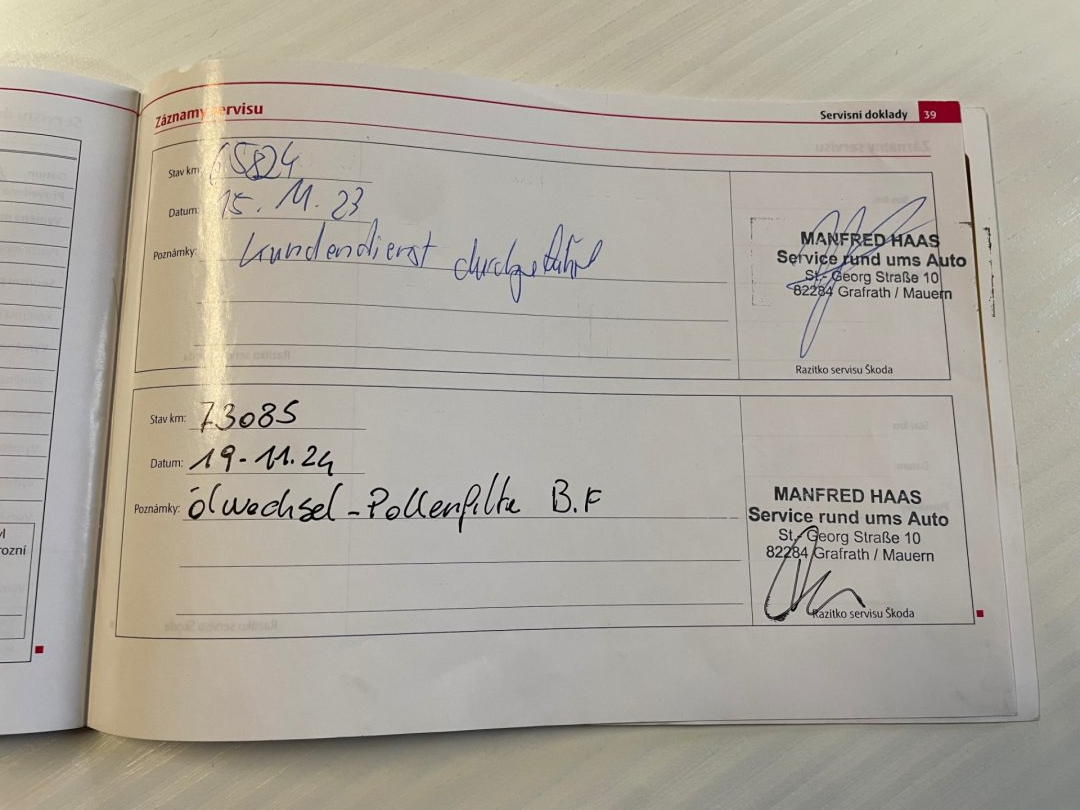 Záznamy servisu
Servisní doklady 39
Stav km: 65824
Datum: 15.11.23
Poznámky: Kundendienst durchgeführt
MANFRED HAAS
Service rund ums Auto
St.- Georg Straße 10
82284 Grafrath / Mauern
Razítko servisu Škoda
Stav km: 73085
Datum: 19-11.24
Poznámky: Ölwechsel - Pollenfilte B.F
MANFRED HAAS
Service rund ums Auto
St.- Georg Straße 10
82284 Grafrath / Mauern
Razítko servisu Škoda